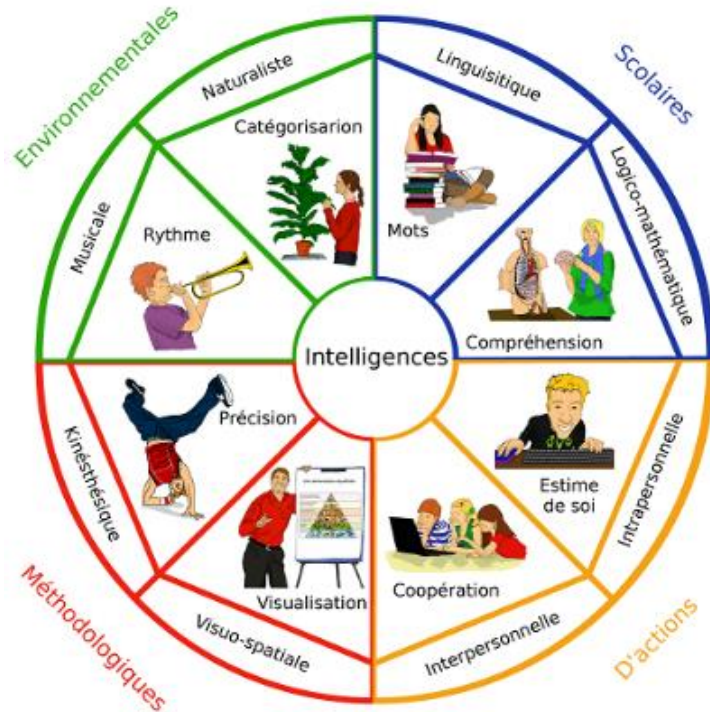 Environnementales
Scolaires
Naturaliste
Linguisitique
Catégorisarion
Mots
Musicale
Rythme
Logico-mathématique
Compréhension
Intelligences
Kinésthésique
Précision
Estime
de soi
Intrapersonnelle
Visualisation
Coopération
Visuo-spatiale
Interpersonnelle
Méthodologiques
D'actions